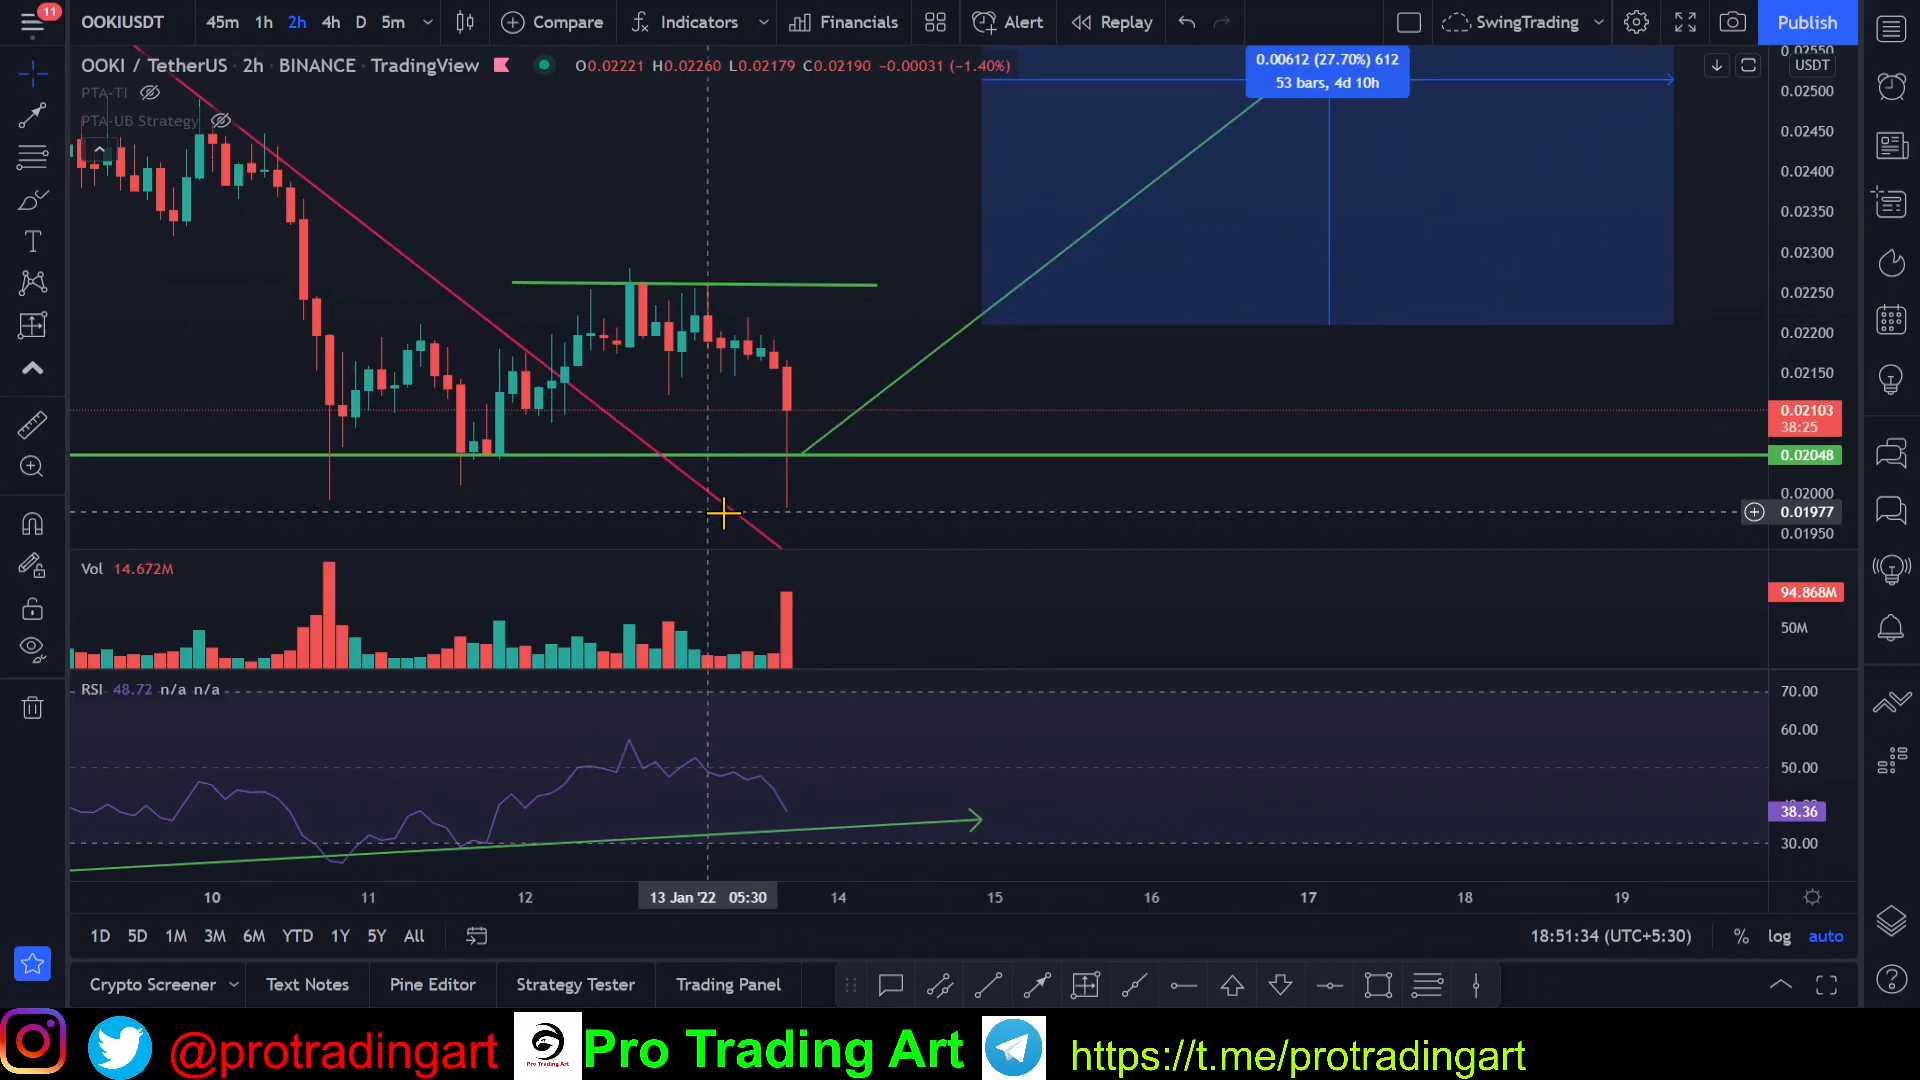 11
OOKIUSDT 45m 1h 2h 4h D 5m Compare Indicators Financials Alert Replay SwingTrading Publish
OOKI / TetherUS · 2h · BINANCE · TradingView O0.02221 H0.02260 L0.02179 C0.02190 −0.00031 (−1.40%)
PTA-TI
PTA-UB Strategy
0.00612 (27.70%) 612
53 bars, 4d 10h
0.02550
USDT
0.02500
0.02450
0.02400
0.02350
0.02300
0.02250
0.02200
0.02150
0.02103
38:25
0.02048
0.02000
0.01977
0.01950
Vol 14.672M
94.868M
50M
RSI 48.72 n/a n/a
70.00
60.00
50.00
38.36
30.00
10 11 12 13 Jan '22 05:30 14 15 16 17 18 19
1D 5D 1M 3M 6M YTD 1Y 5Y All 18:51:34 (UTC+5:30) % log auto
Crypto Screener Text Notes Pine Editor Strategy Tester Trading Panel
@protradingart Pro Trading Art Pro Trading Art https://t.me/protradingart